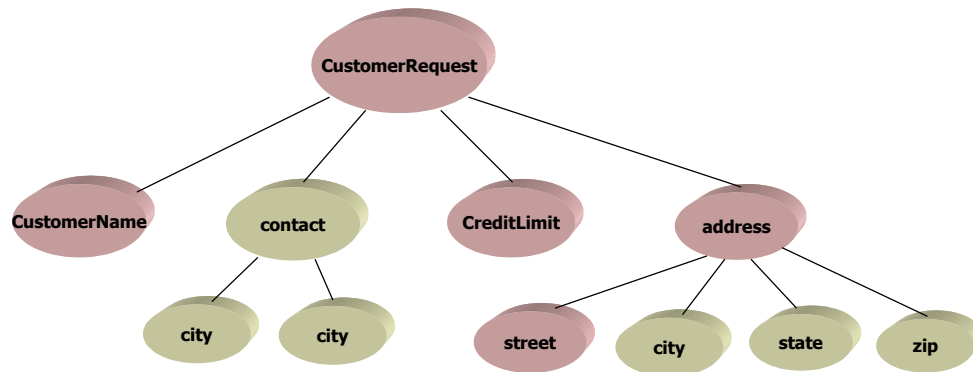 CustomerRequest
CustomerName
contact
CreditLimit
address
city
city
street
city
state
zip